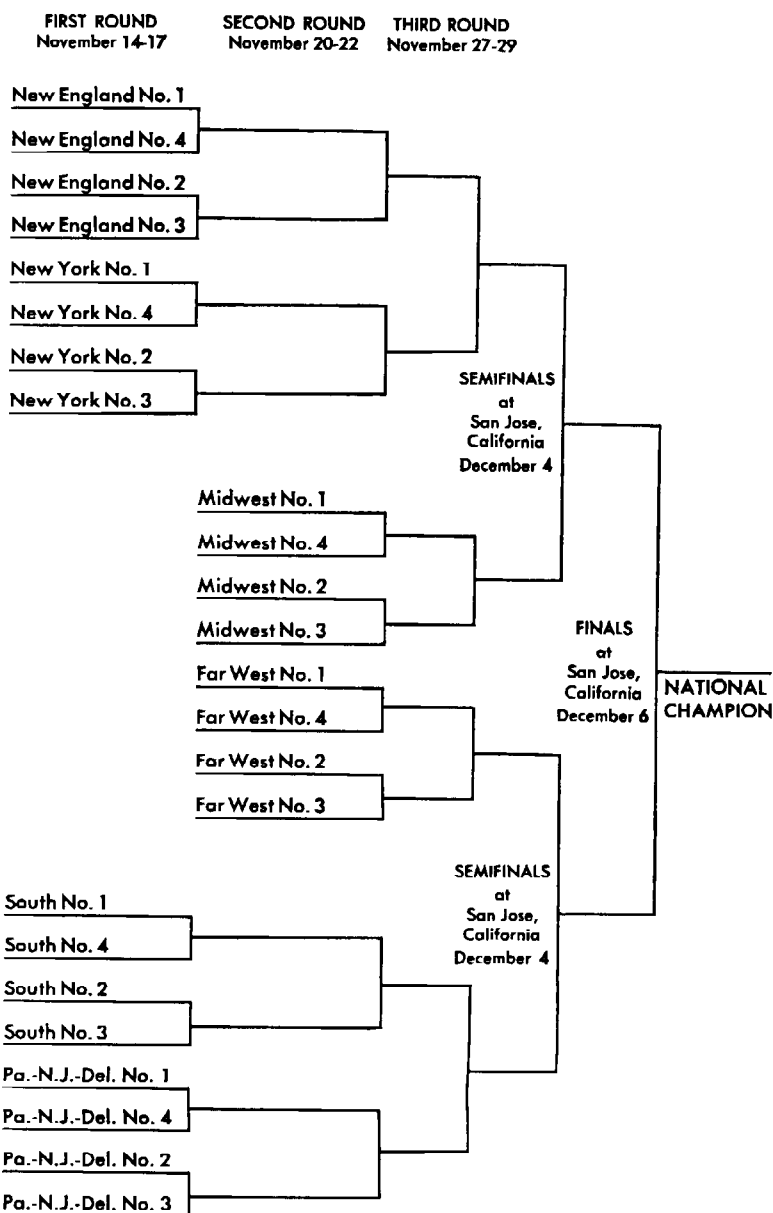 FIRST ROUND
November 14-17
SECOND ROUND
November 20-22
THIRD ROUND
November 27-29
New England No. 1
New England No. 4
New England No. 2
New England No. 3
New York No. 1
New York No. 4
New York No. 2
New York No. 3
SEMIFINALS
at
San Jose,
California
December 4
Midwest No. 1
Midwest No. 4
Midwest No. 2
Midwest No. 3
FINALS
at
San Jose,
California
December 6
NATIONAL
CHAMPION
Far West No. 1
Far West No. 4
Far West No. 2
Far West No. 3
SEMIFINALS
at
San Jose,
California
December 4
South No. 1
South No. 4
South No. 2
South No. 3
Pa.-N.J.-Del. No. 1
Pa.-N.J.-Del. No. 4
Pa.-N.J.-Del. No. 2
Pa.-N.J.-Del. No. 3